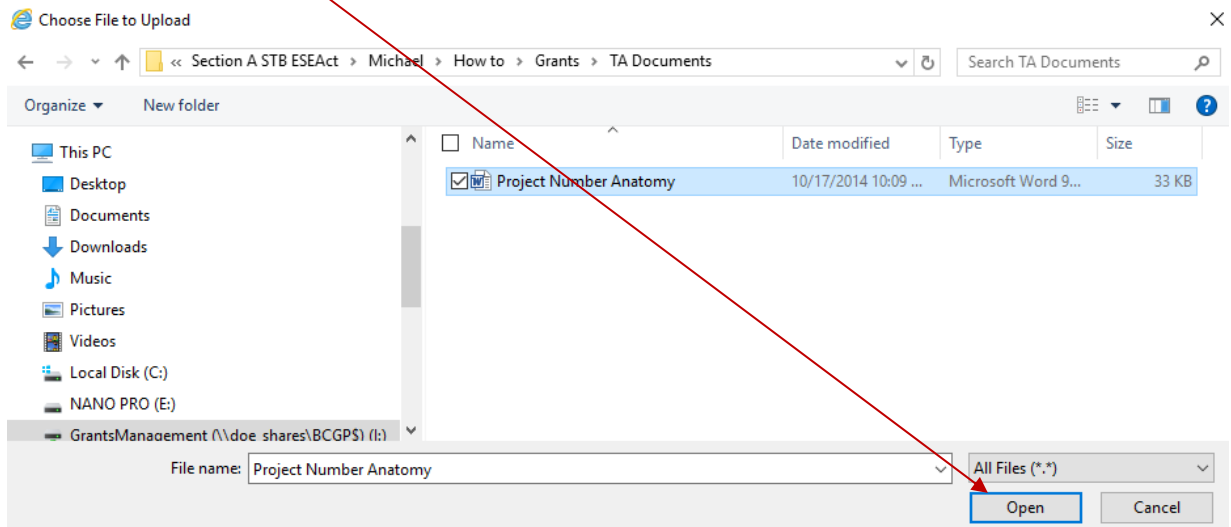 Choose File to Upload
« Section A STB ESEAct › Michael › How to › Grants › TA Documents
Search TA Documents
Organize
New folder
Name
Date modified
Type
Size
Project Number Anatomy
10/17/2014 10:09 ...
Microsoft Word 9...
33 KB
This PC
Desktop
Documents
Downloads
Music
Pictures
Videos
Local Disk (C:)
NANO PRO (E:)
GrantsManagement (\\doe_shares\BCGPS) (I:)
File name: Project Number Anatomy
All Files (*.*)
Open
Cancel